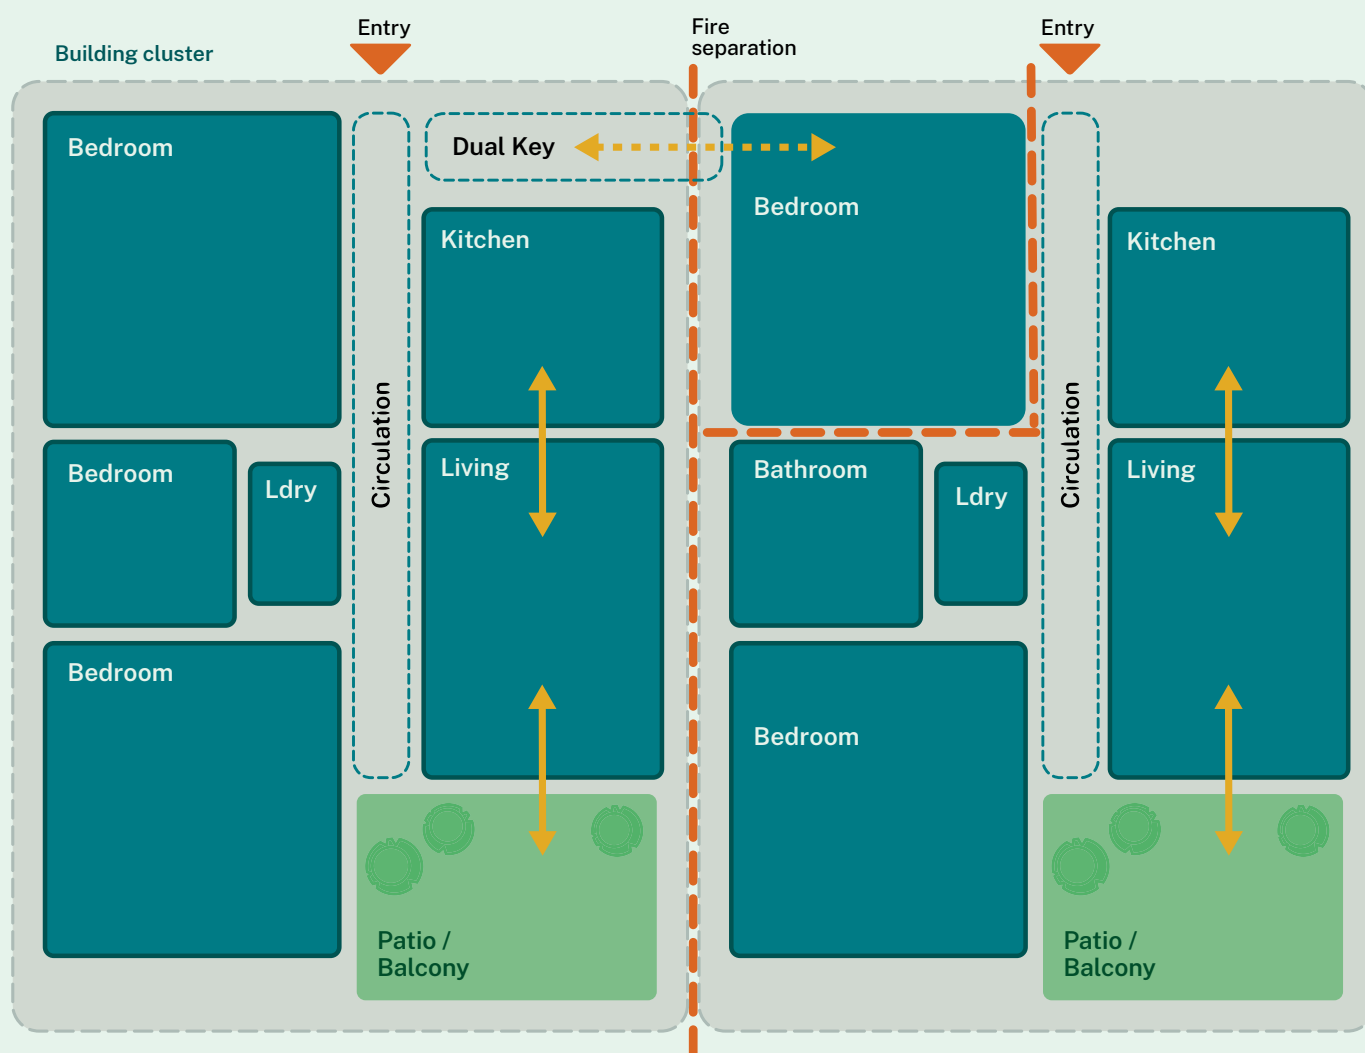 Building cluster
Entry
Fire
separation
Entry
Bedroom
Dual Key
Bedroom
Kitchen
Kitchen
Circulation
Circulation
Bedroom
Ldry
Living
Bathroom
Ldry
Living
Bedroom
Bedroom
Patio /
Balcony
Patio /
Balcony